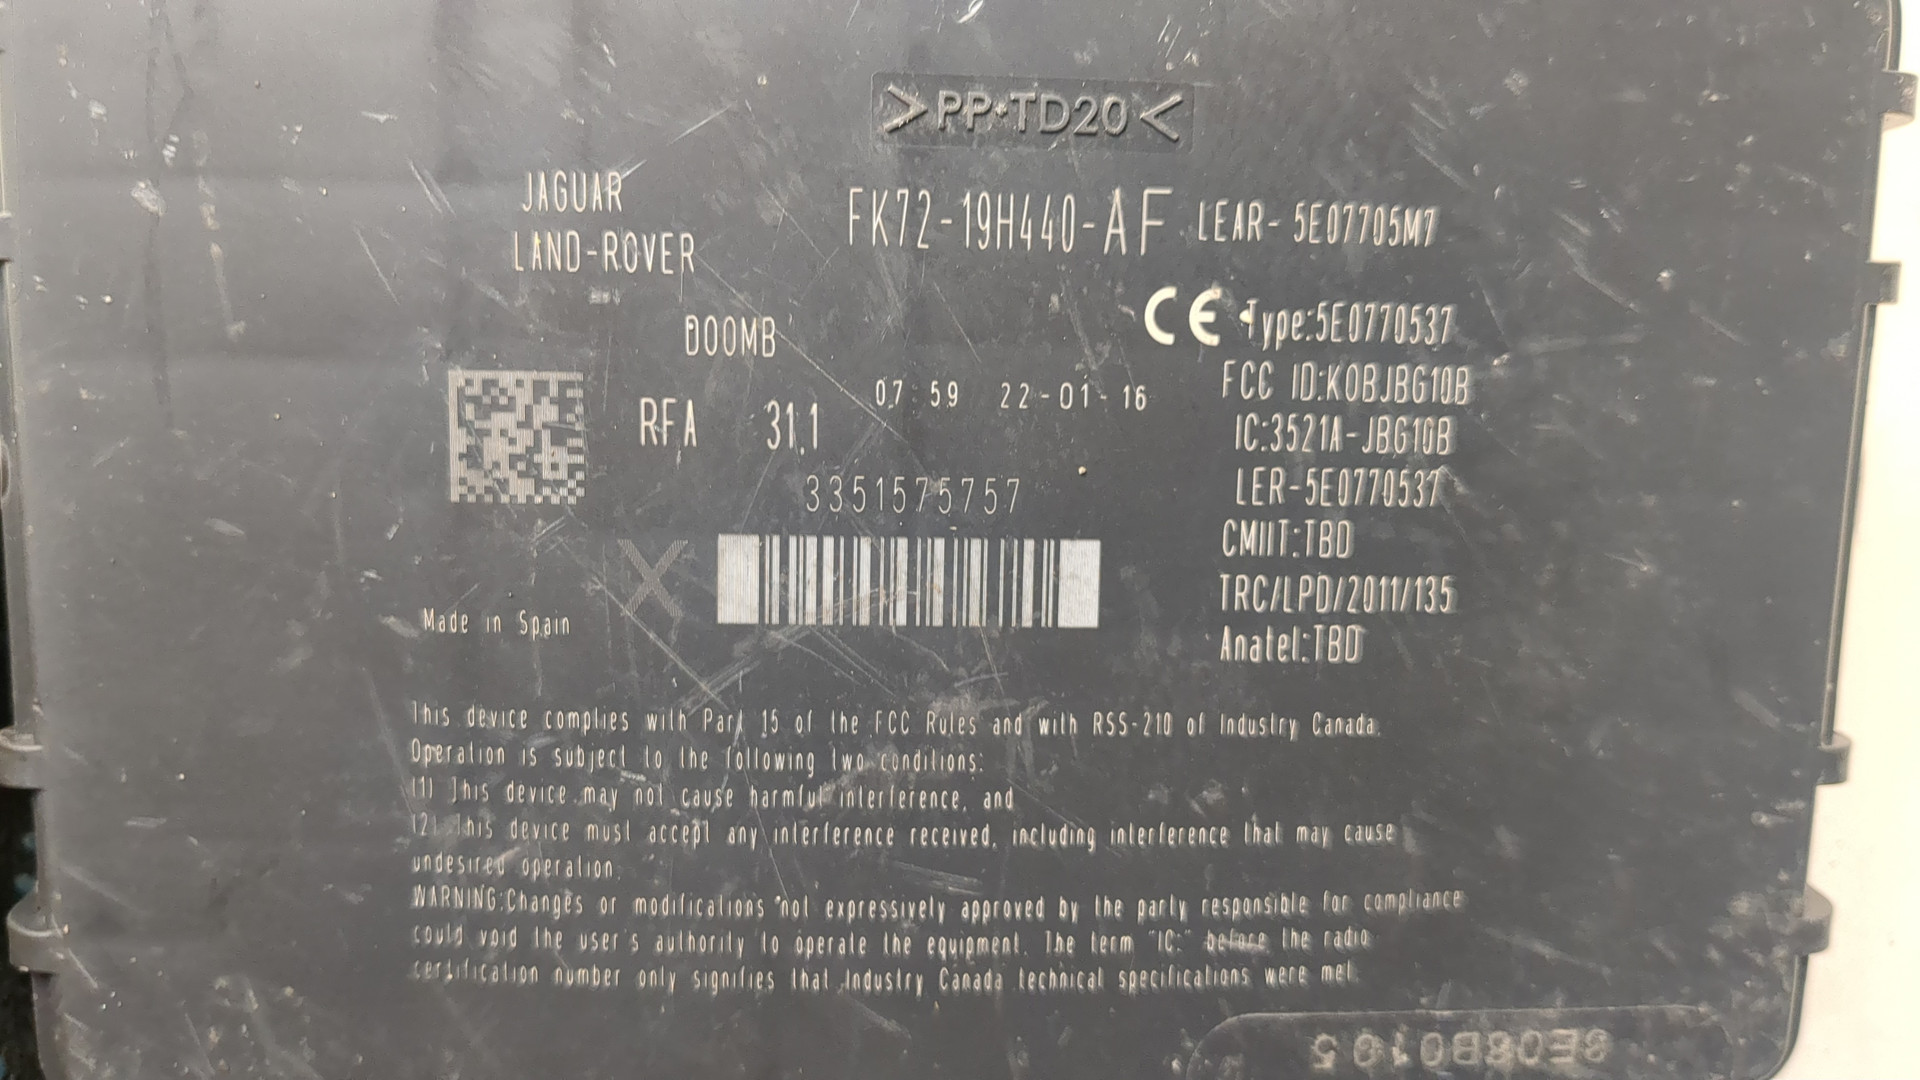 >PP+TD20<
JAGUAR
LAND-ROVER
FK72-19H440-AF
LEAR-5E07705M7
D00MB
CE Type:5E0770537
RFA 31.1
07:59 22-01-16
FCC ID:KOBJBG10B
IC:3521A-JBG10B
LER-5E0770537
3351575757
CMIIT:TBD
X
TRC/LPD/2011/135
Made in Spain
Anatel:TBD
This device complies with Part 15 of the FCC Rules and with RSS-210 of Industry Canada.
Operation is subject to the following two conditions:
(1) This device may not cause harmful interference, and
(2) This device must accept any interference received, including interference that may cause
undesired operation.
WARNING:Changes or modifications not expressively approved by the party responsible for compliance
could void the user's authority to operate the equipment. The term "IC:" before the radio
certification number only signifies that Industry Canada technical specifications were met.